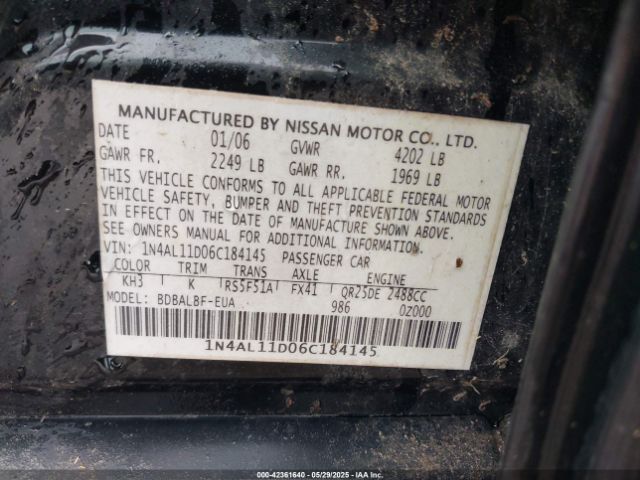 MANUFACTURED BY NISSAN MOTOR CO., LTD.
DATE 01/06 GVWR 4202 LB
GAWR FR. 2249 LB GAWR RR. 1969 LB
THIS VEHICLE CONFORMS TO ALL APPLICABLE FEDERAL MOTOR
VEHICLE SAFETY, BUMPER AND THEFT PREVENTION STANDARDS
IN EFFECT ON THE DATE OF MANUFACTURE SHOWN ABOVE.
SEE OWNERS MANUAL FOR ADDITIONAL INFORMATION.
VIN: 1N4AL11D06C184145 PASSENGER CAR
COLOR TRIM TRANS AXLE ENGINE
KH3 K RS5F51A FX41 QR25DE 2488CC
MODEL: BDBALBF-EUA 986 0Z000
1N4AL11D06C184145
000-42361640 - 05/29/2025 - IAA Inc.